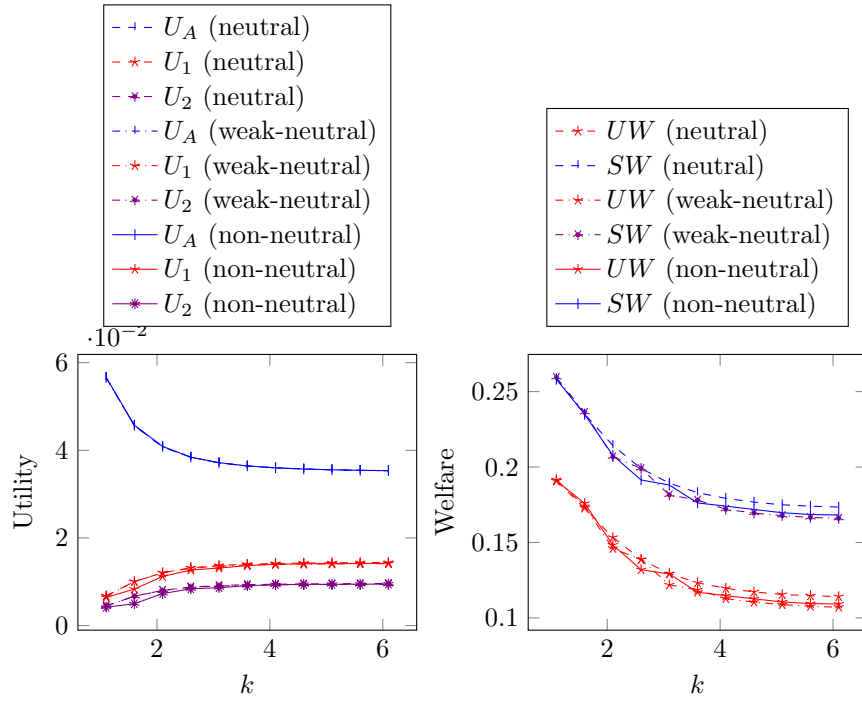 U_A (neutral)
U_1 (neutral)
U_2 (neutral)
U_A (weak-neutral)
U_1 (weak-neutral)
U_2 (weak-neutral)
U_A (non-neutral)
U_1 (non-neutral)
U_2 (non-neutral)
·10^{-2}
6
4
2
0
2
4
6
Utility
k
UW (neutral)
SW (neutral)
UW (weak-neutral)
SW (weak-neutral)
UW (non-neutral)
SW (non-neutral)
0.25
0.2
0.15
0.1
2
4
6
Welfare
k